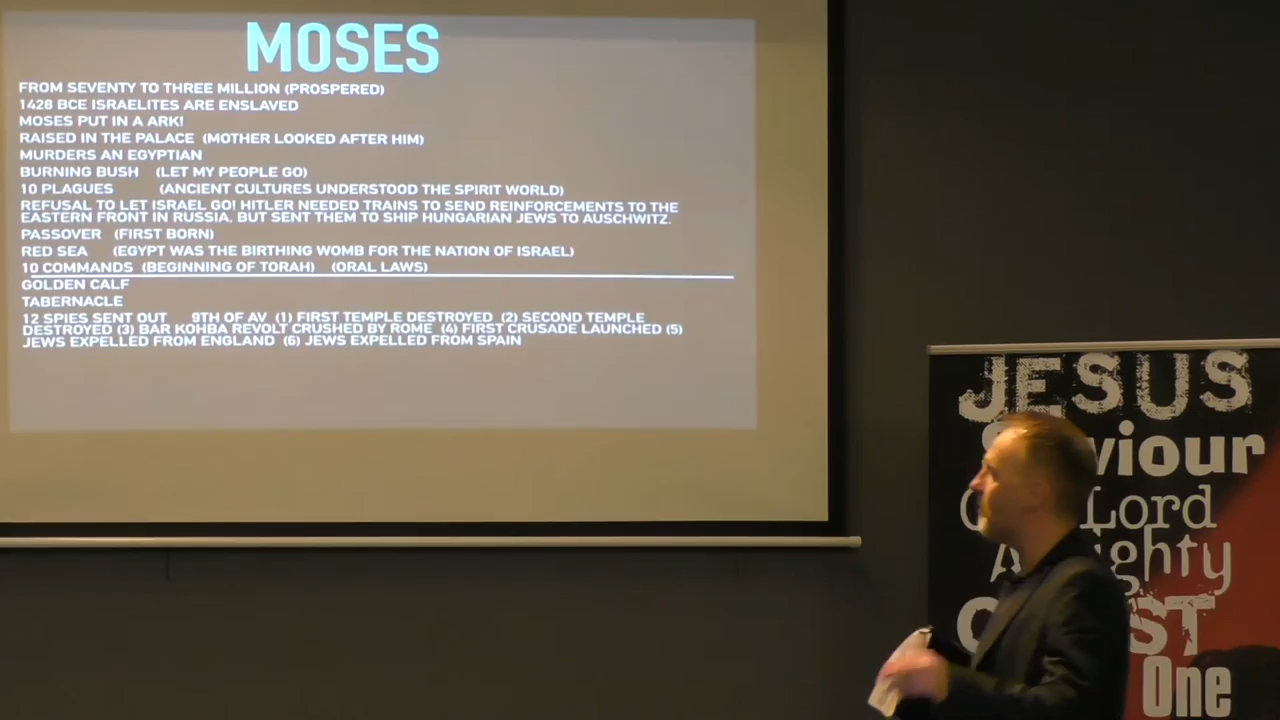 MOSES
FROM SEVENTY TO THREE MILLION (PROSPERED)
1428 BCE ISRAELITES ARE ENSLAVED
MOSES PUT IN A ARK!
RAISED IN THE PALACE (MOTHER LOOKED AFTER HIM)
MURDERS AN EGYPTIAN
BURNING BUSH (LET MY PEOPLE GO)
10 PLAGUES (ANCIENT CULTURES UNDERSTOOD THE SPIRIT WORLD)
REFUSAL TO LET ISRAEL GO! HITLER NEEDED TRAINS TO SEND REINFORCEMENTS TO THE
EASTERN FRONT IN RUSSIA. BUT SENT THEM TO SHIP HUNGARIAN JEWS TO AUSCHWITZ.
PASSOVER (FIRST BORN)
RED SEA (EGYPT WAS THE BIRTHING WOMB FOR THE NATION OF ISRAEL)
10 COMMANDS (BEGINNING OF TORAH) (ORAL LAWS)
GOLDEN CALF
TABERNACLE
12 SPIES SENT OUT 9TH OF AV (1) FIRST TEMPLE DESTROYED (2) SECOND TEMPLE
DESTROYED (3) BAR KOHBA REVOLT CRUSHED BY ROME (4) FIRST CRUSADE LAUNCHED (5)
JEWS EXPELLED FROM ENGLAND (6) JEWS EXPELLED FROM SPAIN
JESUS
viour
Lord
ghty
ST
One